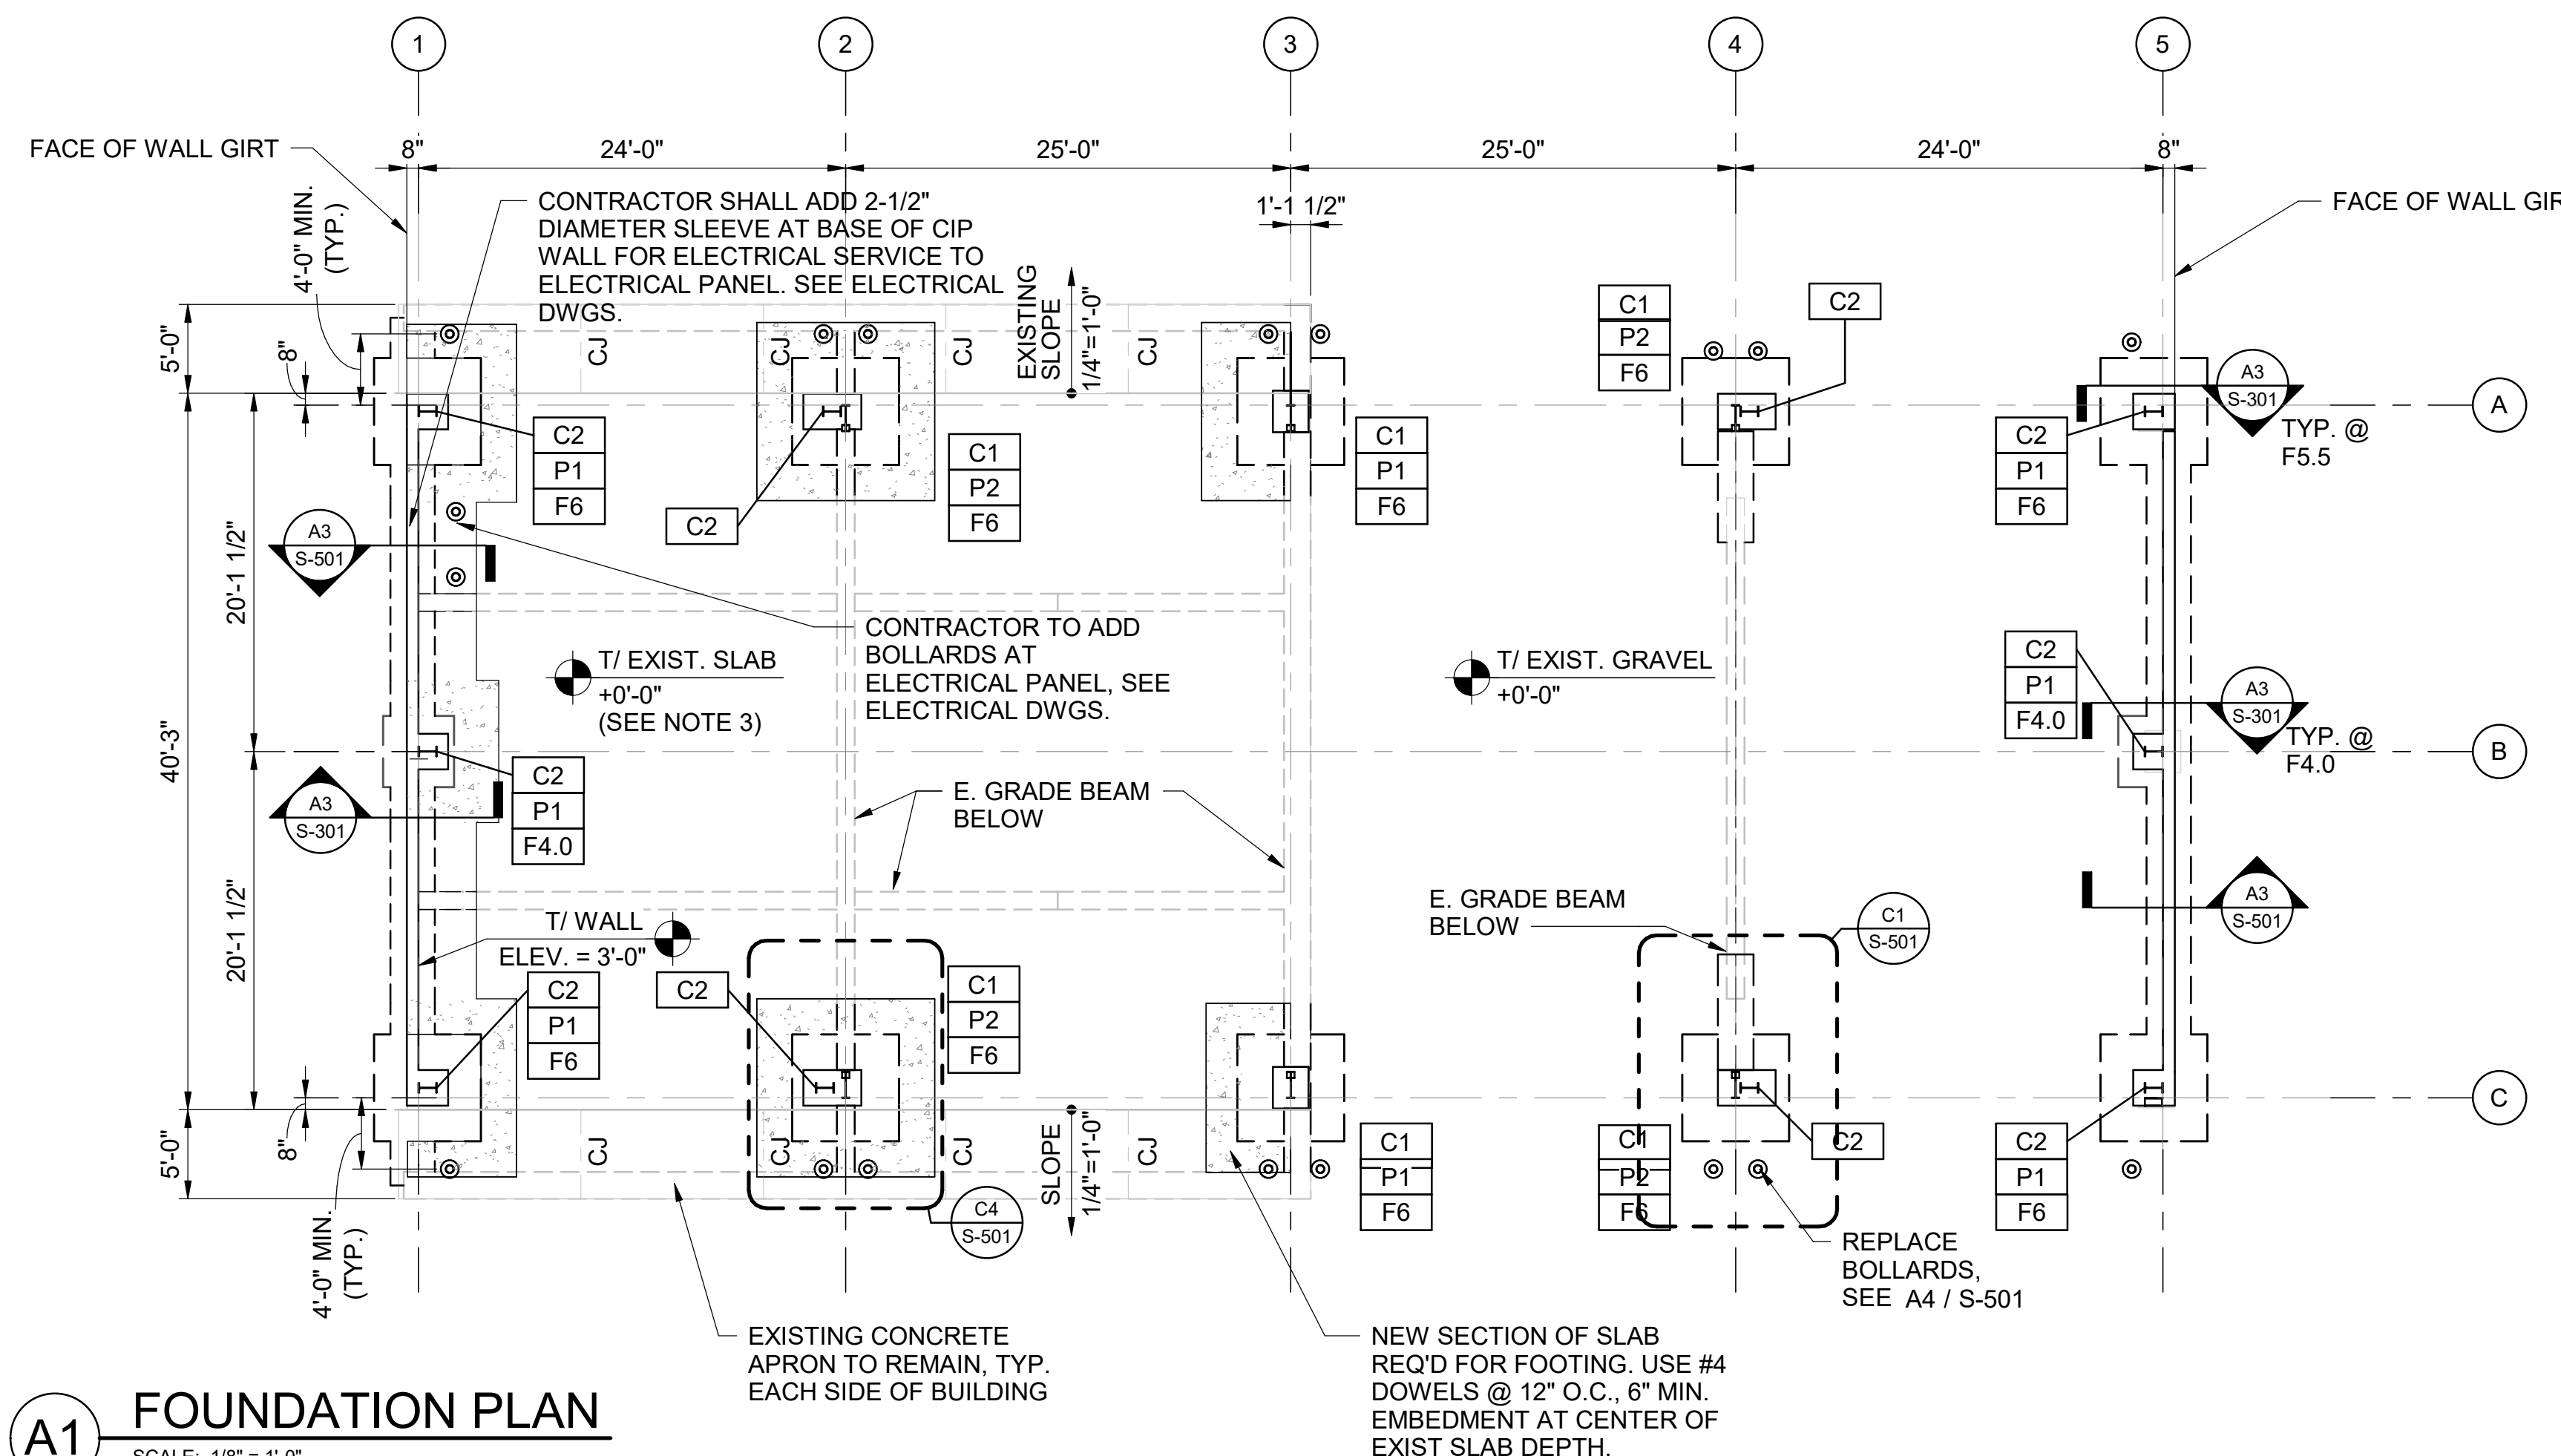 1
2
3
4
5
FACE OF WALL GIRT
8"
24'-0"
25'-0"
25'-0"
24'-0"
8"
4'-0" MIN.
(TYP.)
CONTRACTOR SHALL ADD 2-1/2"
DIAMETER SLEEVE AT BASE OF CIP
WALL FOR ELECTRICAL SERVICE TO
ELECTRICAL PANEL. SEE ELECTRICAL
DWGS.
1'-1 1/2"
FACE OF WALL GIR
EXISTING
SLOPE
1/4"=1'-0"
C1
P2
F6
C2
5'-0"
8"
CJ
CJ
CJ
CJ
A3
S-301
TYP. @
F5.5
A
C2
P1
F6
C2
C1
P2
F6
C1
P1
F6
C2
P1
F6
A3
S-501
20'-1 1/2"
CONTRACTOR TO ADD
BOLLARDS AT
ELECTRICAL PANEL, SEE
ELECTRICAL DWGS.
T/ EXIST. SLAB
+0'-0"
(SEE NOTE 3)
T/ EXIST. GRAVEL
+0'-0"
C2
P1
F4.0
A3
S-301
TYP. @
F4.0
B
40'-3"
C2
P1
F4.0
A3
S-301
E. GRADE BEAM
BELOW
20'-1 1/2"
T/ WALL
ELEV. = 3'-0"
E. GRADE BEAM
BELOW
C1
S-501
A3
S-501
C2
P1
F6
C2
C1
P2
F6
C
8"
5'-0"
4'-0" MIN.
(TYP.)
CJ
CJ
CJ
CJ
SLOPE
1/4"=1'-0"
C4
S-501
C1
P1
F6
C1
P2
F6
C2
C2
P1
F6
REPLACE
BOLLARDS,
SEE A4 / S-501
EXISTING CONCRETE
APRON TO REMAIN, TYP.
EACH SIDE OF BUILDING
NEW SECTION OF SLAB
REQ'D FOR FOOTING. USE #4
DOWELS @ 12" O.C., 6" MIN.
EMBEDMENT AT CENTER OF
EXIST SLAB DEPTH.
A1
FOUNDATION PLAN
SCALE: 1/8" = 1'-0"